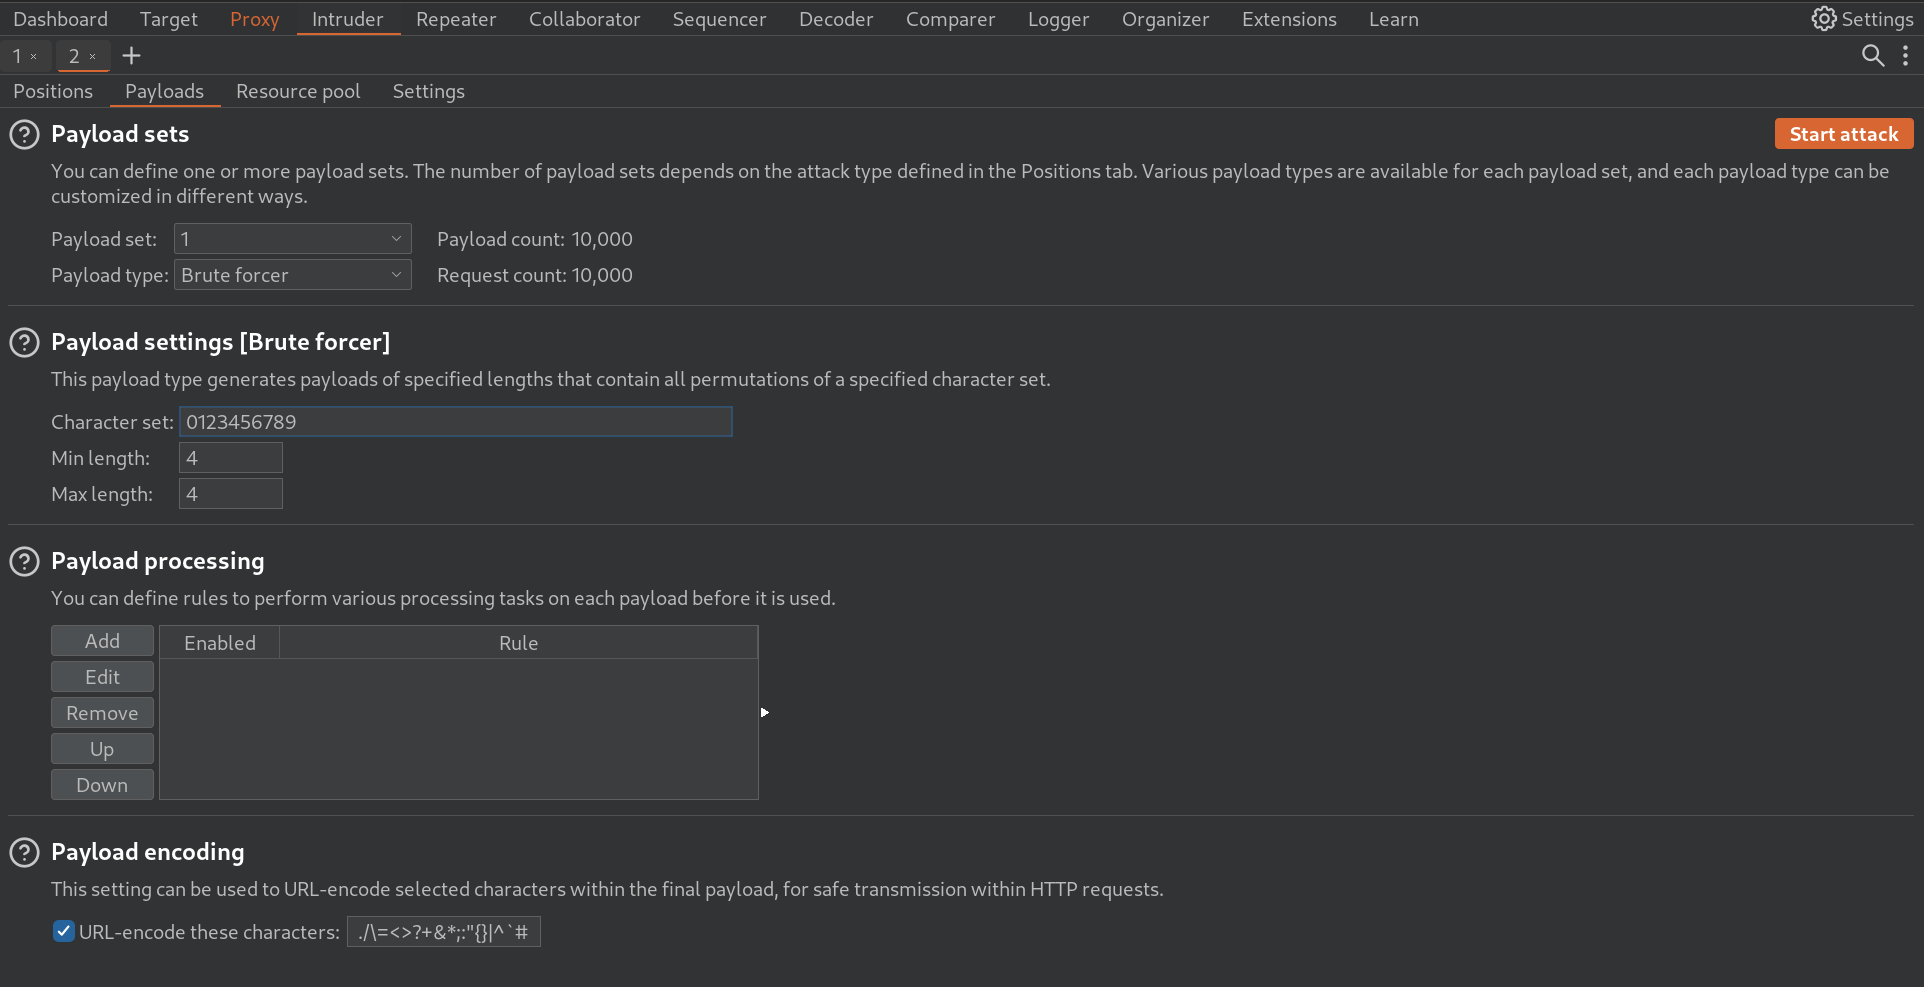 Dashboard Target Proxy Intruder Repeater Collaborator Sequencer Decoder Comparer Logger Organizer Extensions Learn Settings
1 × 2 × +
Positions Payloads Resource pool Settings
? Payload sets Start attack
You can define one or more payload sets. The number of payload sets depends on the attack type defined in the Positions tab. Various payload types are available for each payload set, and each payload type can be
customized in different ways.
Payload set: 1 Payload count: 10,000
Payload type: Brute forcer Request count: 10,000
? Payload settings [Brute forcer]
This payload type generates payloads of specified lengths that contain all permutations of a specified character set.
Character set: 0123456789
Min length: 4
Max length: 4
? Payload processing
You can define rules to perform various processing tasks on each payload before it is used.
Add Enabled Rule
Edit
Remove
Up
Down
? Payload encoding
This setting can be used to URL-encode selected characters within the final payload, for safe transmission within HTTP requests.
URL-encode these characters: ./\=<>?+&*;:"{}|^`#